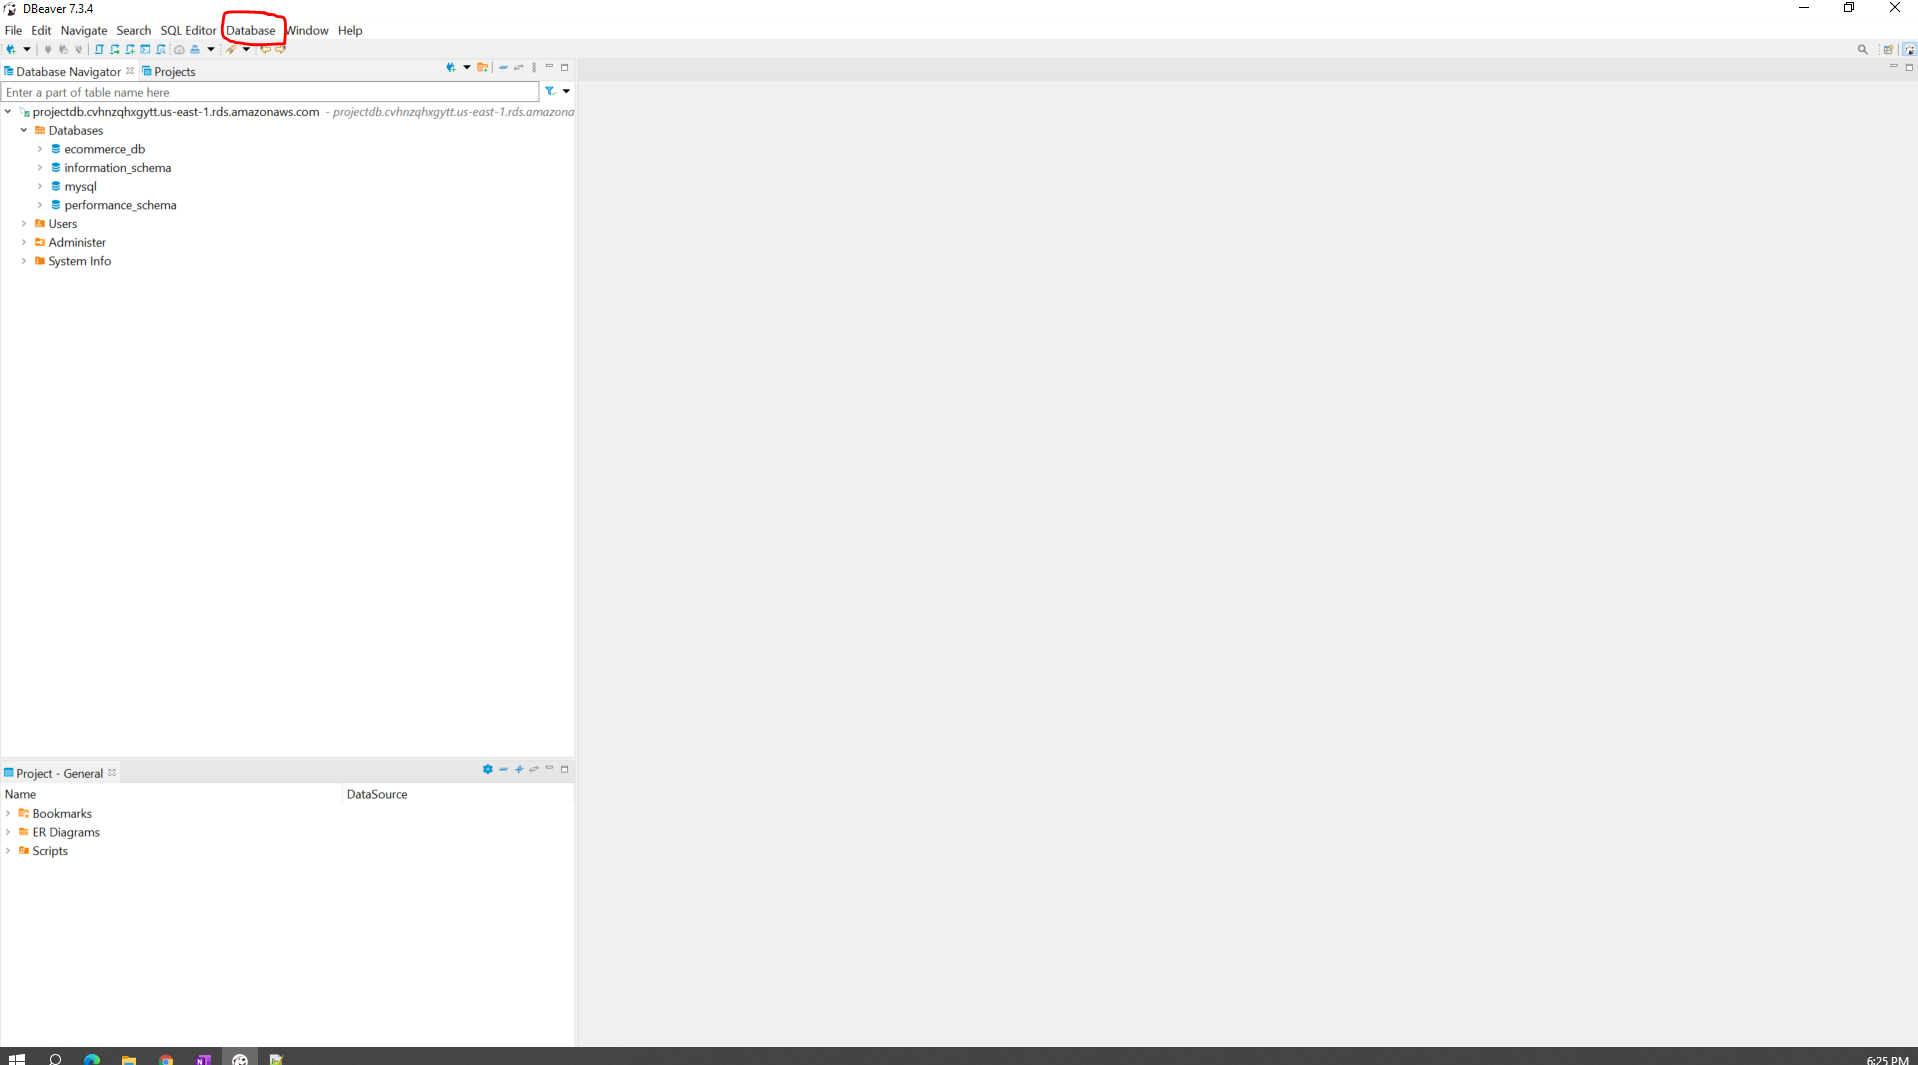 DBeaver 7.3.4
File Edit Navigate Search SQL Editor Database Window Help
Database Navigator Projects
Enter a part of table name here
projectdb.cvhnzqhxgytt.us-east-1.rds.amazonaws.com - projectdb.cvhnzqhxgytt.us-east-1.rds.amazona
Databases
ecommerce_db
information_schema
mysql
performance_schema
Users
Administer
System Info
Project - General
Name DataSource
Bookmarks
ER Diagrams
Scripts
6:25 PM